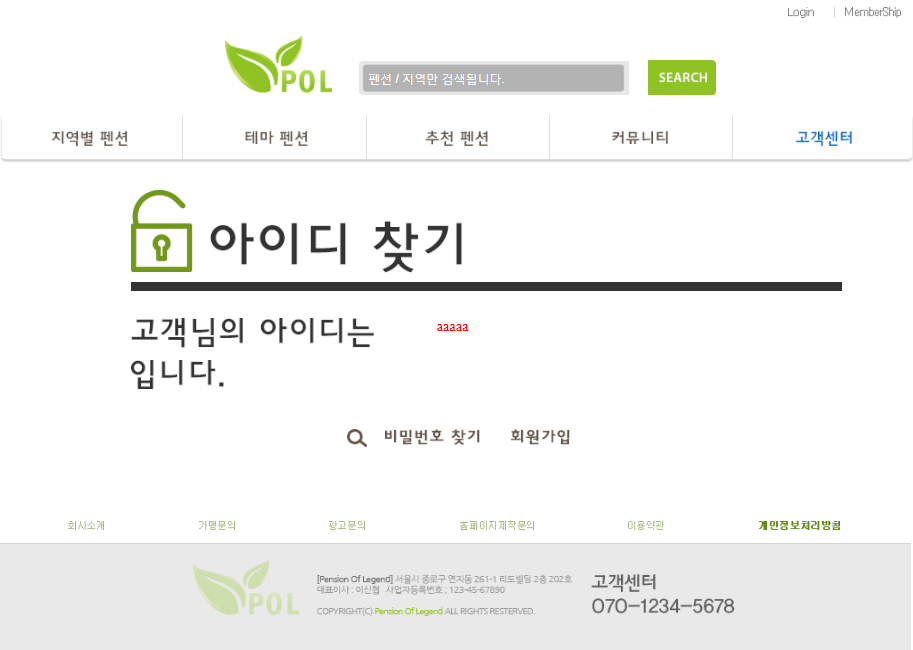 Login | MemberShip
POL
펜션 / 지역만 검색됩니다.
SEARCH
지역별 펜션 테마 펜션 추천 펜션 커뮤니티 고객센터
아이디 찾기
고객님의 아이디는 aaaaa
입니다.
비밀번호 찾기 회원가입
회사소개 가맹문의 광고문의 홈페이지제작문의 이용약관 개인정보처리방침
POL
[Pension Of Legend] 서울시 종로구 연지동 261-1 리도빌딩 2층 202호
대표이사 : 이신협 사업자등록번호 : 123-45-67890
COPYRIGHT(C) Pension Of Legend ALL RIGHTS RESTERVED.
고객센터
070-1234-5678